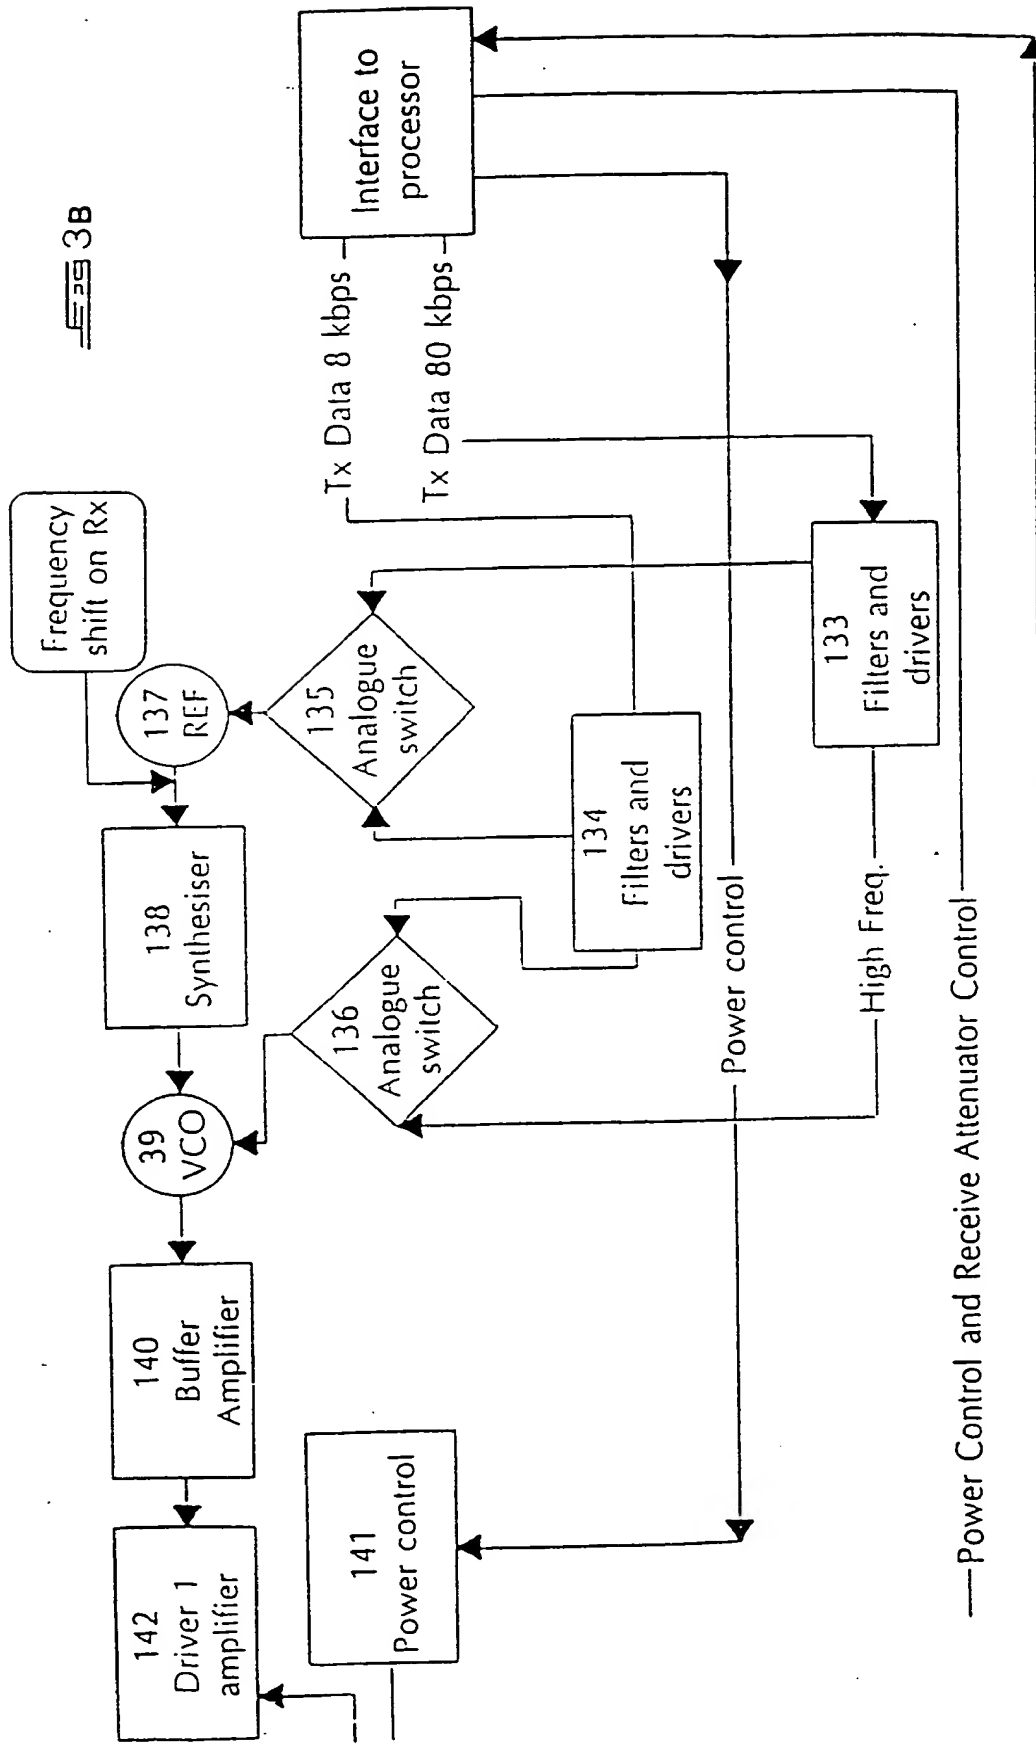 Fig 3B
142
Driver 1
amplifier
140
Buffer
Amplifier
39
VCO
138
Synthesiser
137
REF
Frequency
shift on Rx
141
Power control
136
Analogue
switch
135
Analogue
switch
Tx Data 8 kbps
Tx Data 80 kbps
Interface to
processor
134
Filters and
drivers
Power control
133
Filters and
drivers
High Freq.
Power Control and Receive Attenuator Control